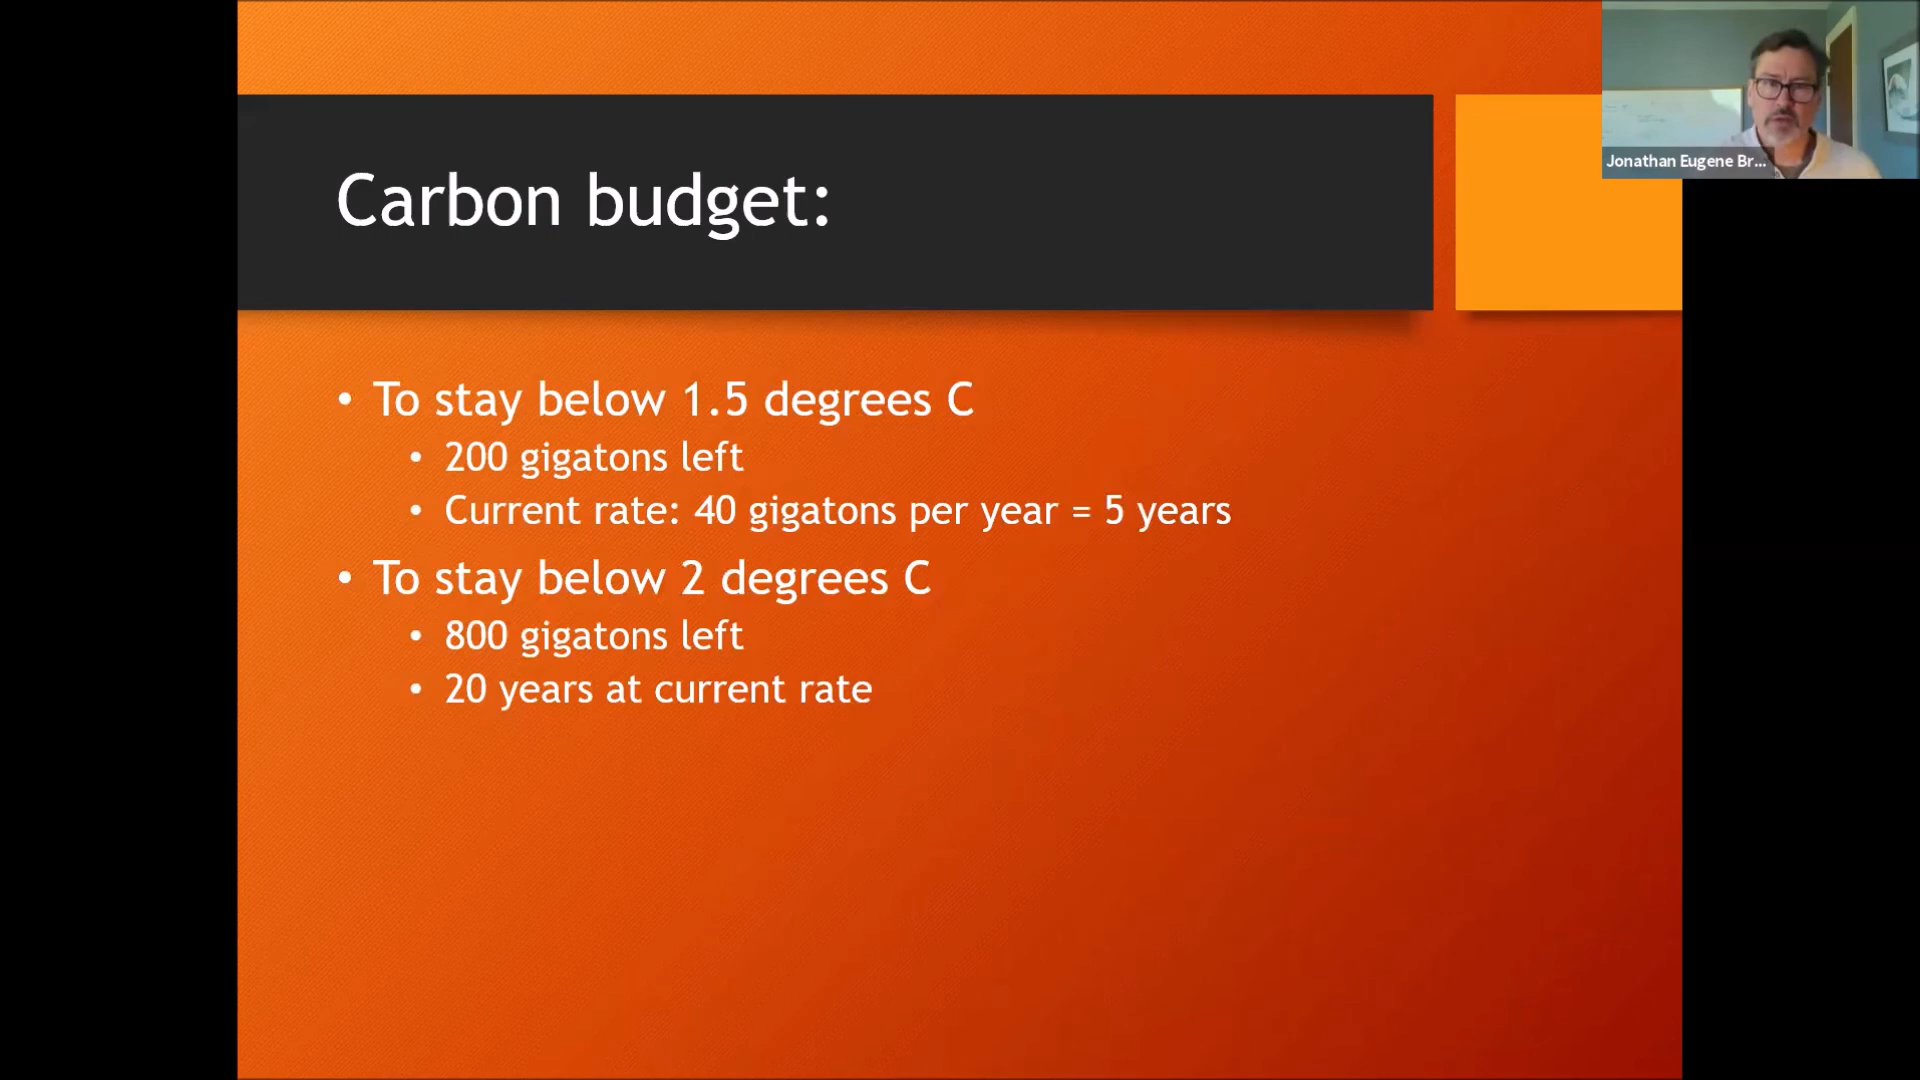 Carbon budget:
Jonathan Eugene Br...
• To stay below 1.5 degrees C
• 200 gigatons left
• Current rate: 40 gigatons per year = 5 years
• To stay below 2 degrees C
• 800 gigatons left
• 20 years at current rate